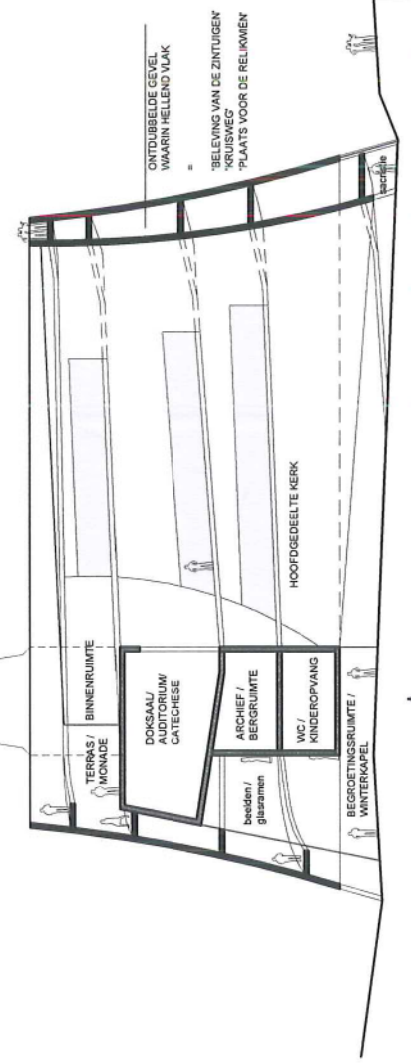 ONTDUBBELDE GEVEL
WAARIN HELLEND VLAK
=
'BELEVING VAN DE ZINTUIGEN'
'KRUISWEG'
'PLAATS VOOR DE RELIKWIËN'
sacristie
HOOFDGEDEELTE KERK
TERRAS /
MONADE
BINNENRUIMTE
DOKSAAL/
AUDITORIUM/
CATECHESE
ARCHIEF /
BERGRUIMTE
WC /
KINDEROPVANG
beelden /
glasramen
BEGROETINGSRUIMTE /
WINTERKAPEL